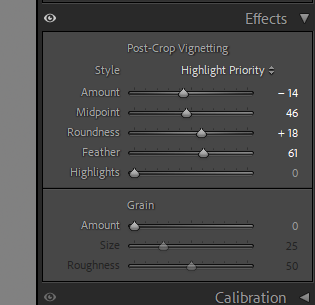 Effects
Post-Crop Vignetting
Style Highlight Priority
Amount − 14
Midpoint 46
Roundness + 18
Feather 61
Highlights 0
Grain
Amount 0
Size 25
Roughness 50
Calibration